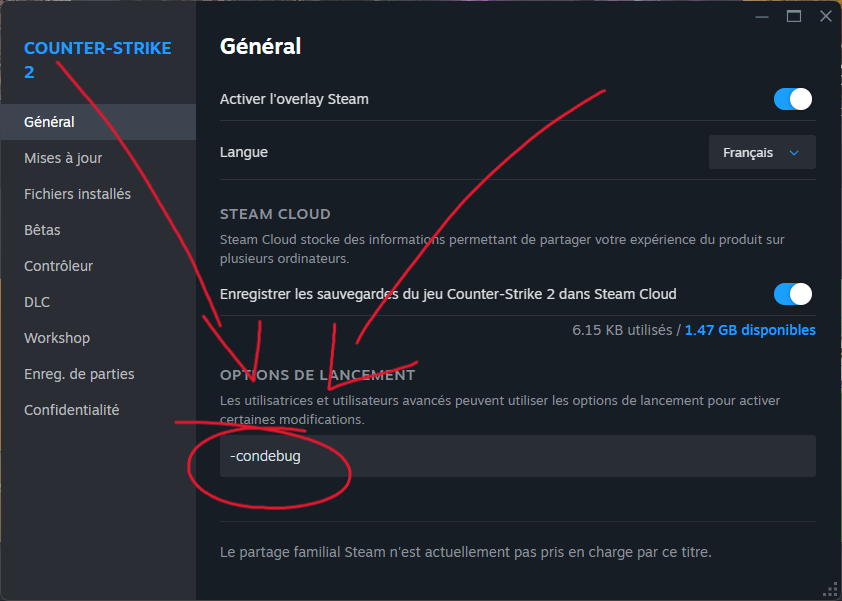 COUNTER-STRIKE
2
Général
Mises à jour
Fichiers installés
Bêtas
Contrôleur
DLC
Workshop
Enreg. de parties
Confidentialité
Général
Activer l'overlay Steam
Langue
Français
STEAM CLOUD
Steam Cloud stocke des informations permettant de partager votre expérience du produit sur
plusieurs ordinateurs.
Enregistrer les sauvegardes du jeu Counter-Strike 2 dans Steam Cloud
6.15 KB utilisés / 1.47 GB disponibles
OPTIONS DE LANCEMENT
Les utilisatrices et utilisateurs avancés peuvent utiliser les options de lancement pour activer
certaines modifications.
-condebug
Le partage familial Steam n'est actuellement pas pris en charge par ce titre.